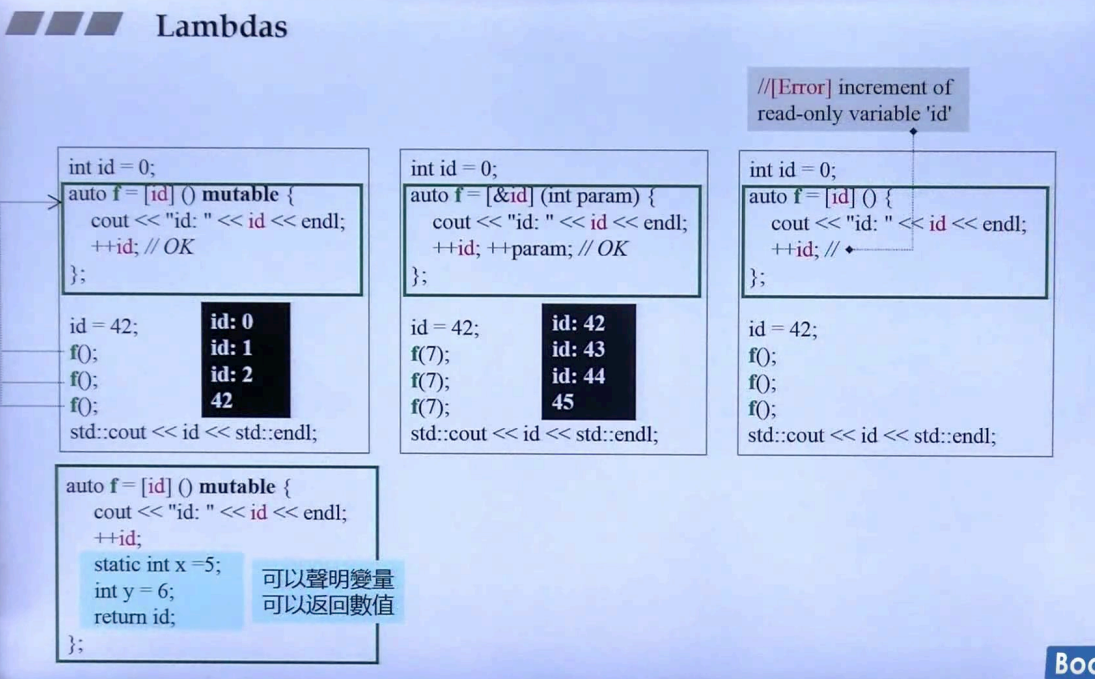 Lambdas
//[Error] increment of
read-only variable 'id'
int id = 0;
auto f = [id] () mutable {
cout << "id: " << id << endl;
++id; // OK
};
id = 42;
f();
f();
f();
std::cout << id << std::endl;
id: 0
id: 1
id: 2
42
int id = 0;
auto f = [&id] (int param) {
cout << "id: " << id << endl;
++id; ++param; // OK
};
id = 42;
f(7);
f(7);
f(7);
std::cout << id << std::endl;
id: 42
id: 43
id: 44
45
int id = 0;
auto f = [id] () {
cout << "id: " << id << endl;
++id; //
};
id = 42;
f();
f();
f();
std::cout << id << std::endl;
auto f = [id] () mutable {
cout << "id: " << id << endl;
++id;
static int x =5;
int y = 6;
return id;
};
可以聲明變量
可以返回數值